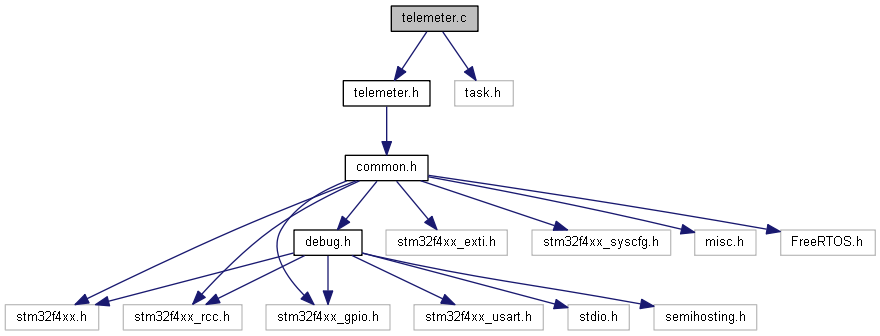 telemeter.c
telemeter.h
task.h
common.h
debug.h
stm32f4xx_exti.h
stm32f4xx_syscfg.h
misc.h
FreeRTOS.h
stm32f4xx.h
stm32f4xx_rcc.h
stm32f4xx_gpio.h
stm32f4xx_usart.h
stdio.h
semihosting.h